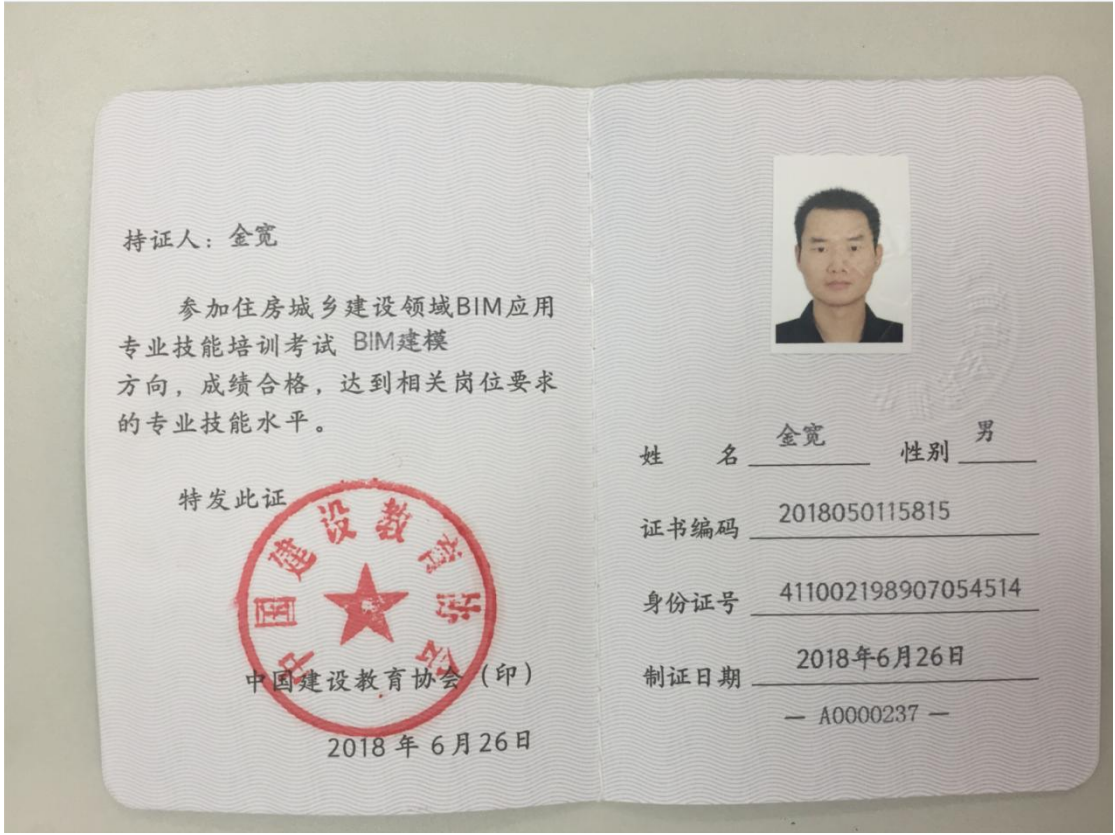 持证人：金宽
参加住房城乡建设领域BIM应用
专业技能培训考试 BIM建模
方向，成绩合格，达到相关岗位要求
的专业技能水平。
特发此证
中国建设教育协会
中国建设教育协会（印）
2018 年 6月26日
姓 名 金宽 性别 男
证书编码 2018050115815
身份证号 411002198907054514
制证日期 2018年6月26日
— A0000237 —